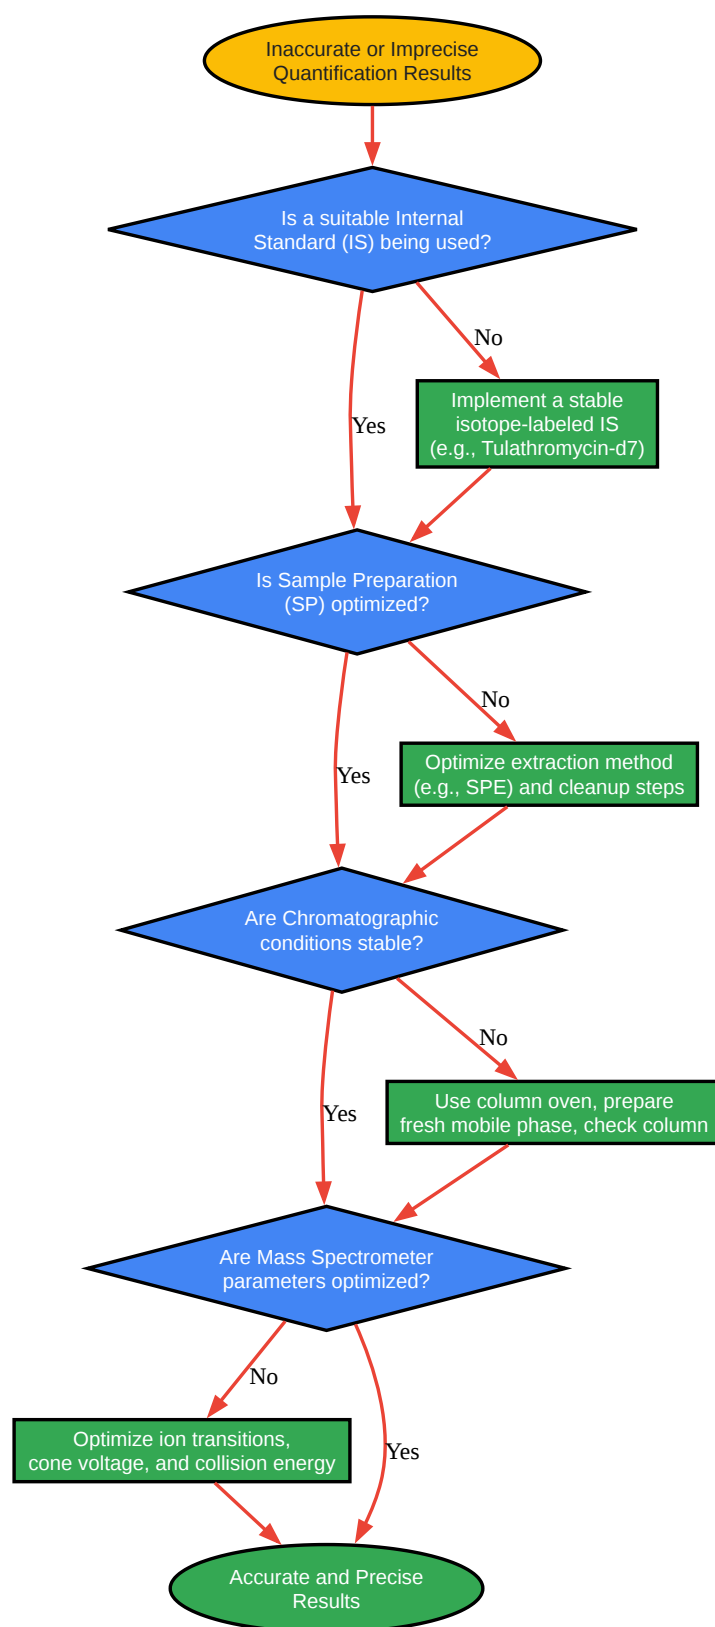 Inaccurate or Imprecise
Quantification Results
Is a suitable Internal
Standard (IS) being used?
No
Implement a stable
isotope-labeled IS
(e.g., Tulathromycin-d7)
Yes
Is Sample Preparation
(SP) optimized?
No
Optimize extraction method
(e.g., SPE) and cleanup steps
Yes
Are Chromatographic
conditions stable?
No
Use column oven, prepare
fresh mobile phase, check column
Yes
Are Mass Spectrometer
parameters optimized?
No
Optimize ion transitions,
cone voltage, and collision energy
Yes
Accurate and Precise
Results